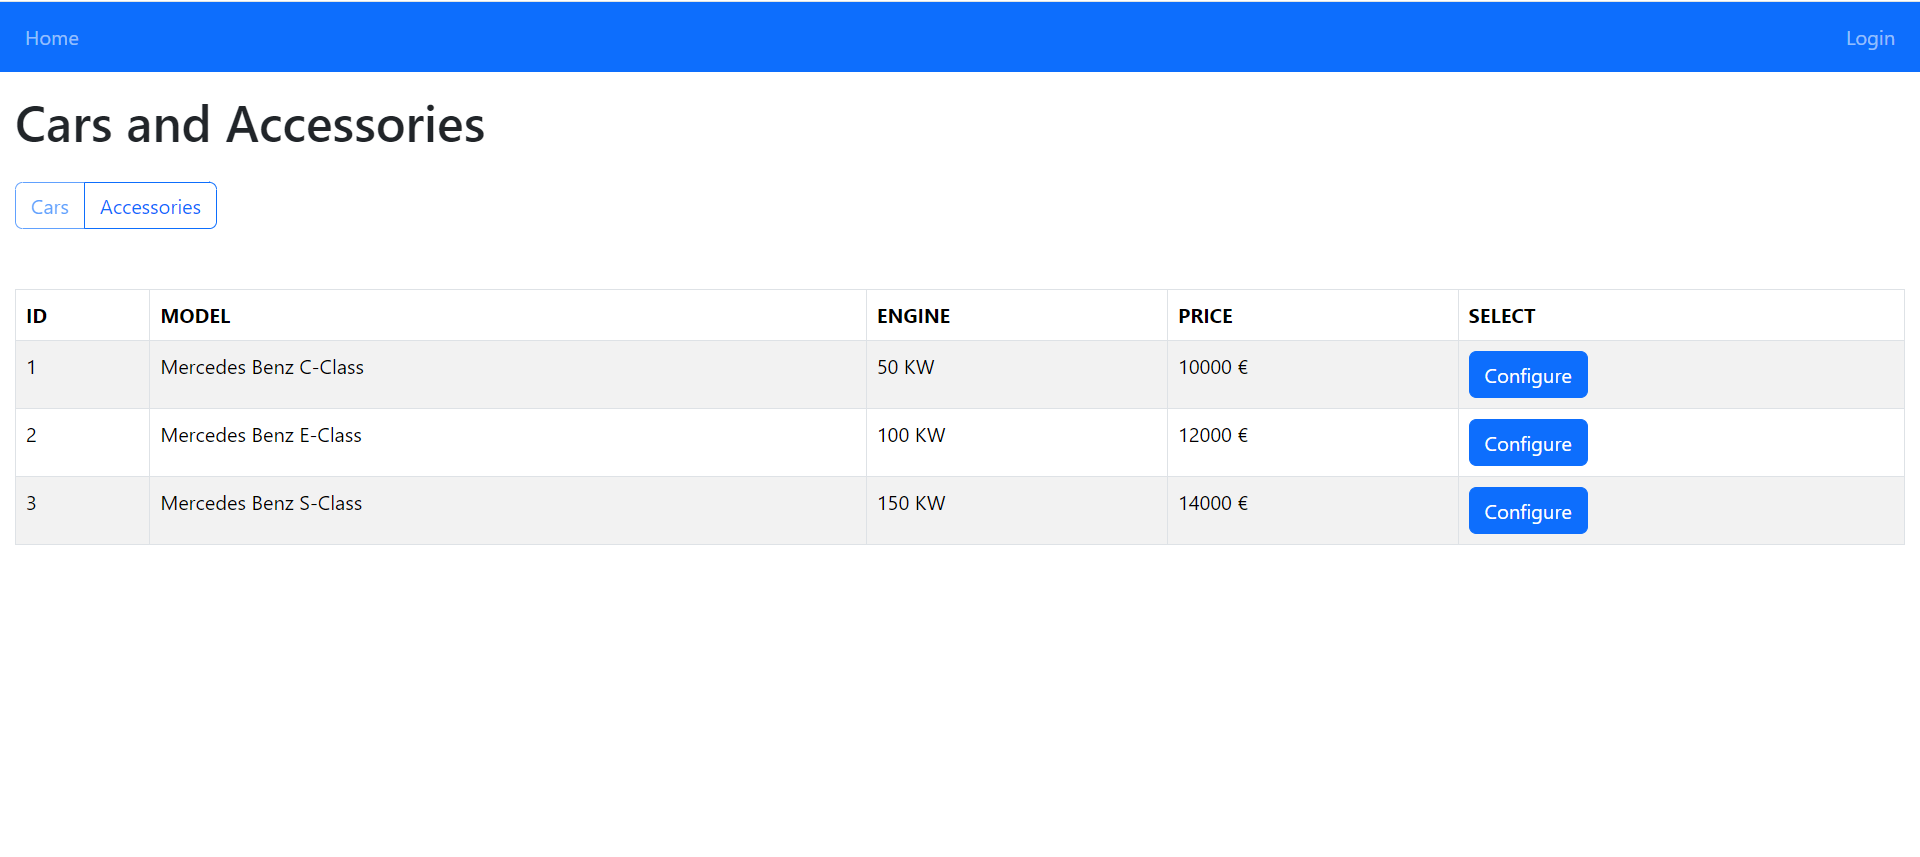 Home Login
Cars and Accessories
Cars Accessories
ID MODEL ENGINE PRICE SELECT
1 Mercedes Benz C-Class 50 KW 10000 € Configure
2 Mercedes Benz E-Class 100 KW 12000 € Configure
3 Mercedes Benz S-Class 150 KW 14000 € Configure